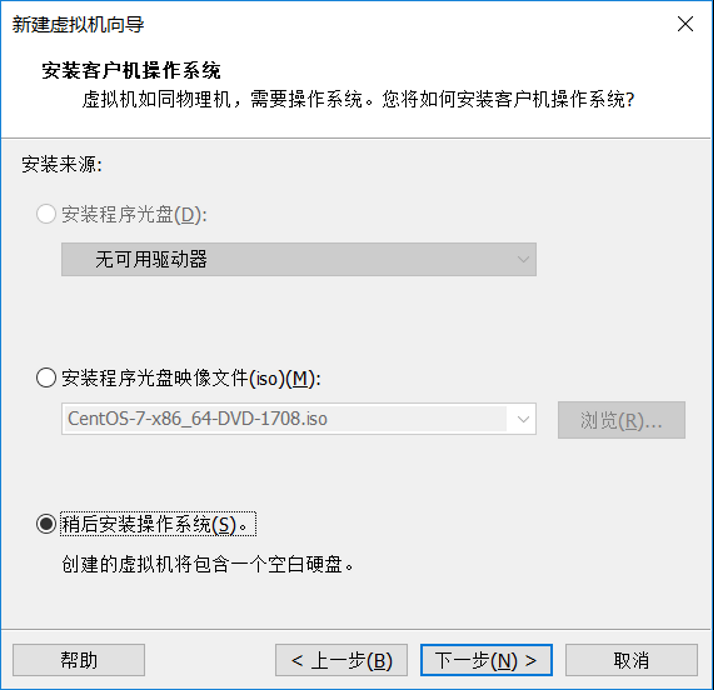 新建虚拟机向导
安装客户机操作系统
虚拟机如同物理机，需要操作系统。您将如何安装客户机操作系统?
安装来源:
安装程序光盘(D):
无可用驱动器
安装程序光盘映像文件(iso)(M):
CentOS-7-x86_64-DVD-1708.iso
浏览(R)...
稍后安装操作系统(S)。
创建的虚拟机将包含一个空白硬盘。
帮助
< 上一步(B)
下一步(N) >
取消